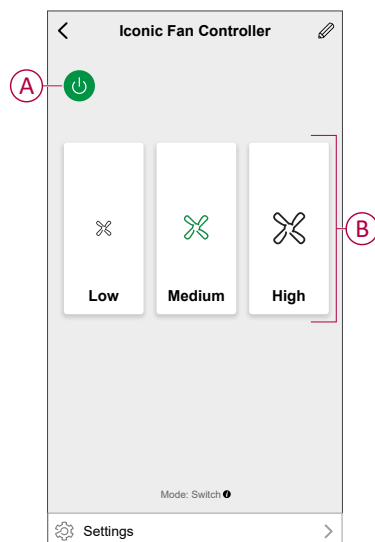 Iconic Fan Controller
A
B
Low Medium High
Mode: Switch i
Settings